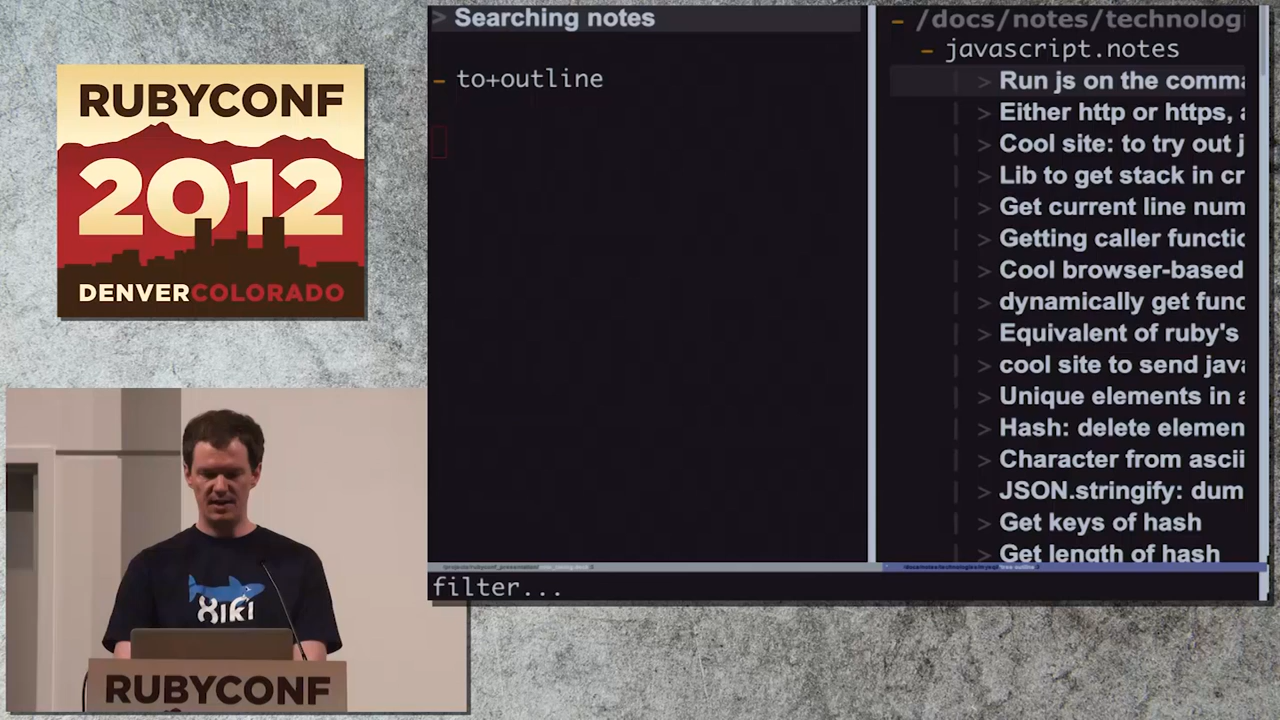 RUBYCONF
2012
DENVERCOLORADO
> Searching notes
- to+outline
- /docs/notes/technolog
- javascript.notes
> Run js on the comma
> Either http or https, a
> Cool site: to try out j
> Lib to get stack in cr
> Get current line num
> Getting caller functio
> Cool browser-based
> dynamically get func
> Equivalent of ruby's
> cool site to send java
> Unique elements in a
> Hash: delete elemen
> Character from ascii
> JSON.stringify: dum
> Get keys of hash
> Get length of hash
filter...
XIKI
RUBYCONF